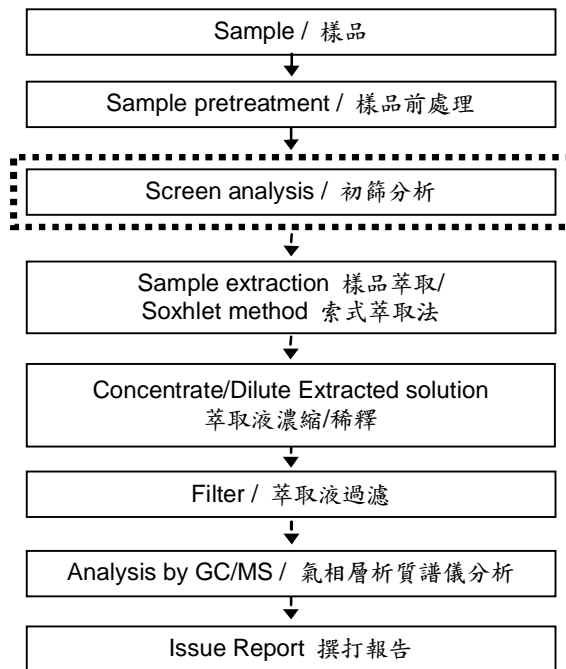 Sample / 樣品
Sample pretreatment / 樣品前處理
Screen analysis / 初篩分析
Sample extraction 樣品萃取/
Soxhlet method 索式萃取法
Concentrate/Dilute Extracted solution
萃取液濃縮/稀釋
Filter / 萃取液過濾
Analysis by GC/MS / 氣相層析質譜儀分析
Issue Report 撰打報告